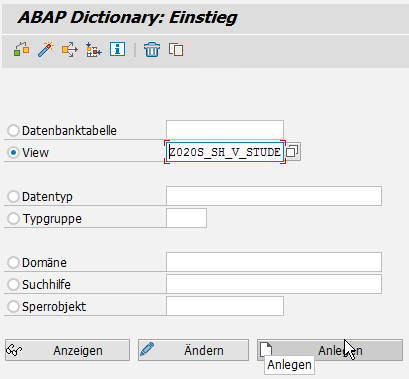 ABAP Dictionary: Einstieg
Datenbanktabelle
View Z020S_SH_V_STUDE
Datentyp
Typgruppe
Domäne
Suchhilfe
Sperrobjekt
Anzeigen Ändern Anlegen
Anlegen